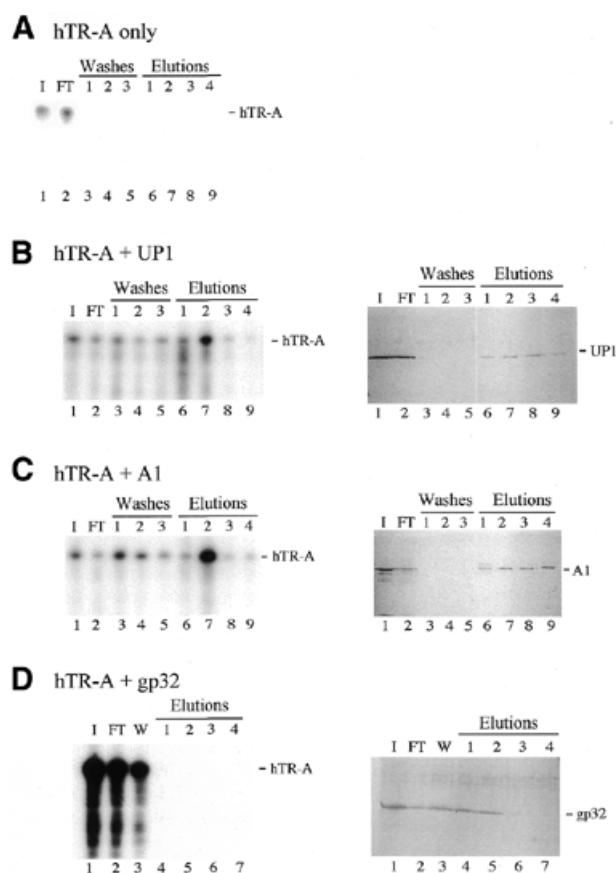 A hTR-A only
Washes Elutions
I FT 1 2 3 1 2 3 4
- hTR-A
1 2 3 4 5 6 7 8 9
B hTR-A + UP1
Washes Elutions
I FT 1 2 3 1 2 3 4
- hTR-A
1 2 3 4 5 6 7 8 9
Washes Elutions
I FT 1 2 3 1 2 3 4
- UP1
1 2 3 4 5 6 7 8 9
C hTR-A + A1
Washes Elutions
I FT 1 2 3 1 2 3 4
- hTR-A
1 2 3 4 5 6 7 8 9
Washes Elutions
I FT 1 2 3 1 2 3 4
- A1
1 2 3 4 5 6 7 8 9
D hTR-A + gp32
Elutions
I FT W 1 2 3 4
- hTR-A
1 2 3 4 5 6 7
Elutions
I FT W 1 2 3 4
- gp32
1 2 3 4 5 6 7